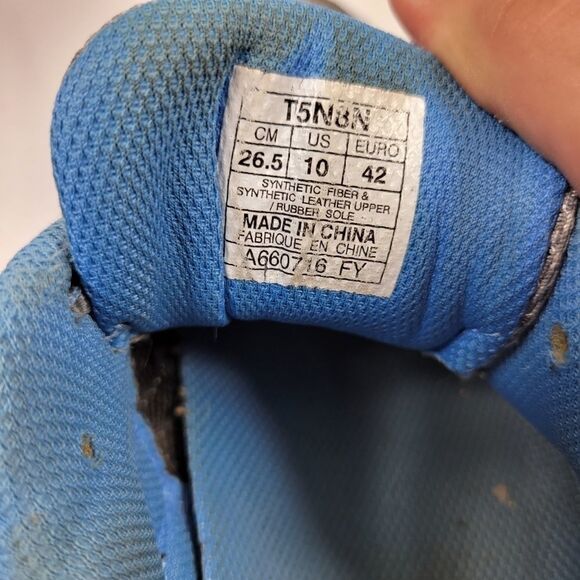 T5N8N
CM US EURO
26.5 10 42
SYNTHETIC FIBER &
SYNTHETIC LEATHER UPPER
/ RUBBER SOLE
MADE IN CHINA
FABRIQUE EN CHINE
A660716 FY